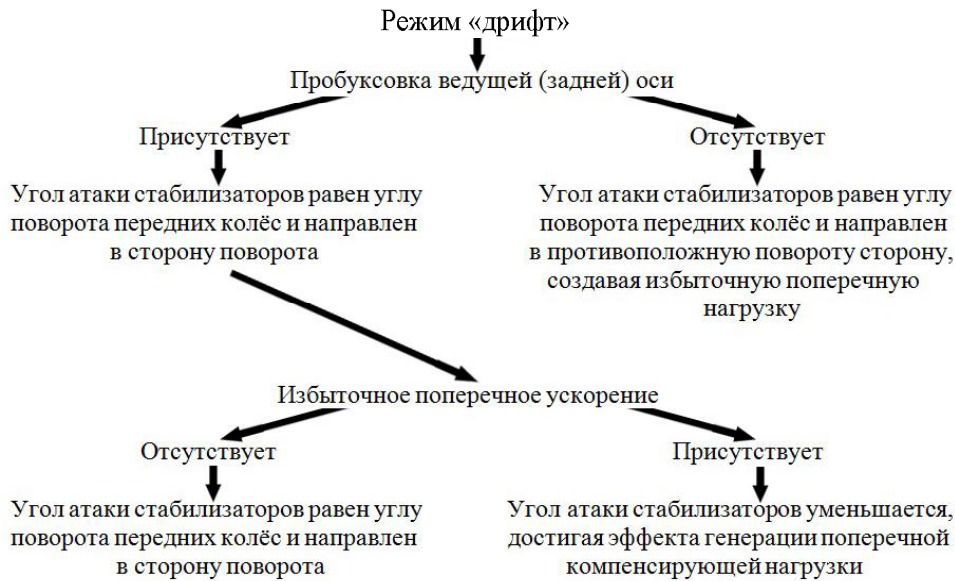 Режим «дрифт»
Пробуксовка ведущей (задней) оси
Присутствует
Отсутствует
Угол атаки стабилизаторов равен углу
поворота передних колёс и направлен
в сторону поворота
Угол атаки стабилизаторов равен углу
поворота передних колёс и направлен
в противоположную повороту сторону,
создавая избыточную поперечную
нагрузку
Избыточное поперечное ускорение
Отсутствует
Присутствует
Угол атаки стабилизаторов равен углу
поворота передних колёс и направлен
в сторону поворота
Угол атаки стабилизаторов уменьшается,
достигая эффекта генерации поперечной
компенсирующей нагрузки